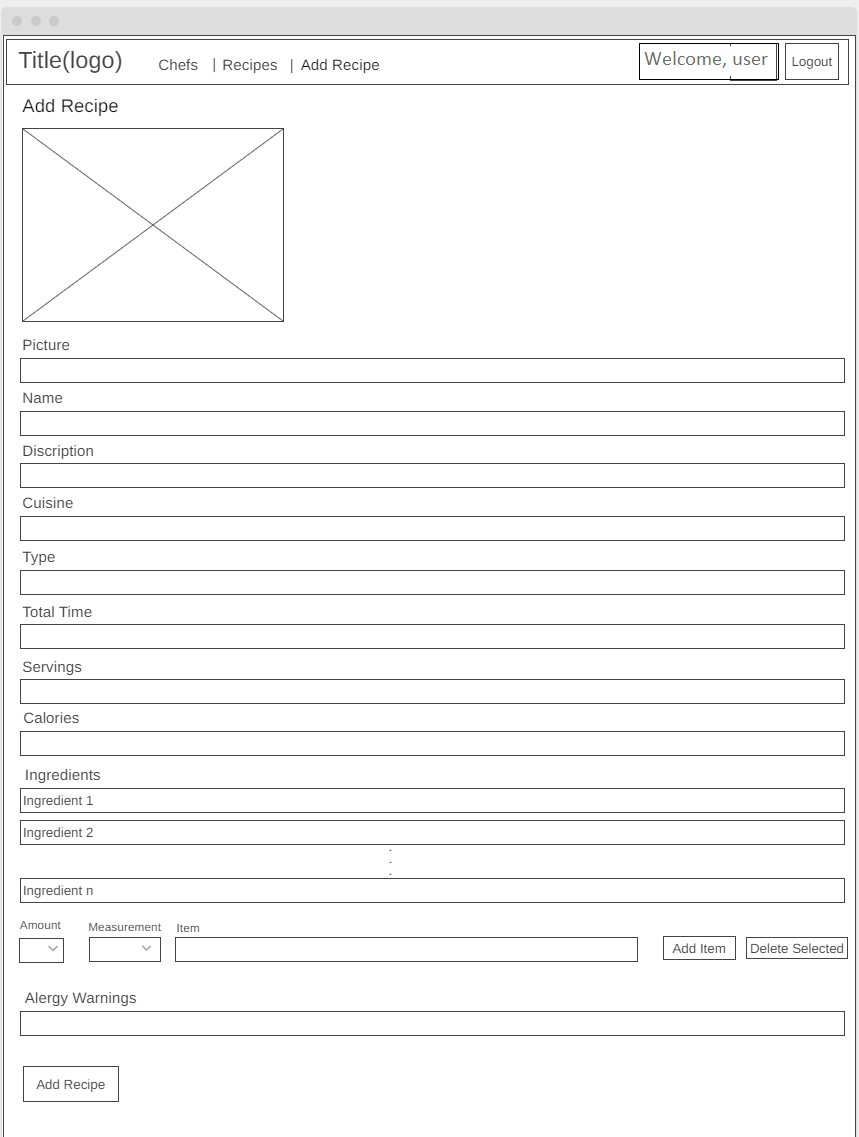 Title(logo) Chefs | Recipes | Add Recipe Welcome, user Logout
Add Recipe
Picture
Name
Discription
Cuisine
Type
Total Time
Servings
Calories
Ingredients
Ingredient 1
Ingredient 2
.
.
.
Ingredient n
Amount Measurement Item
Add Item Delete Selected
Alergy Warnings
Add Recipe